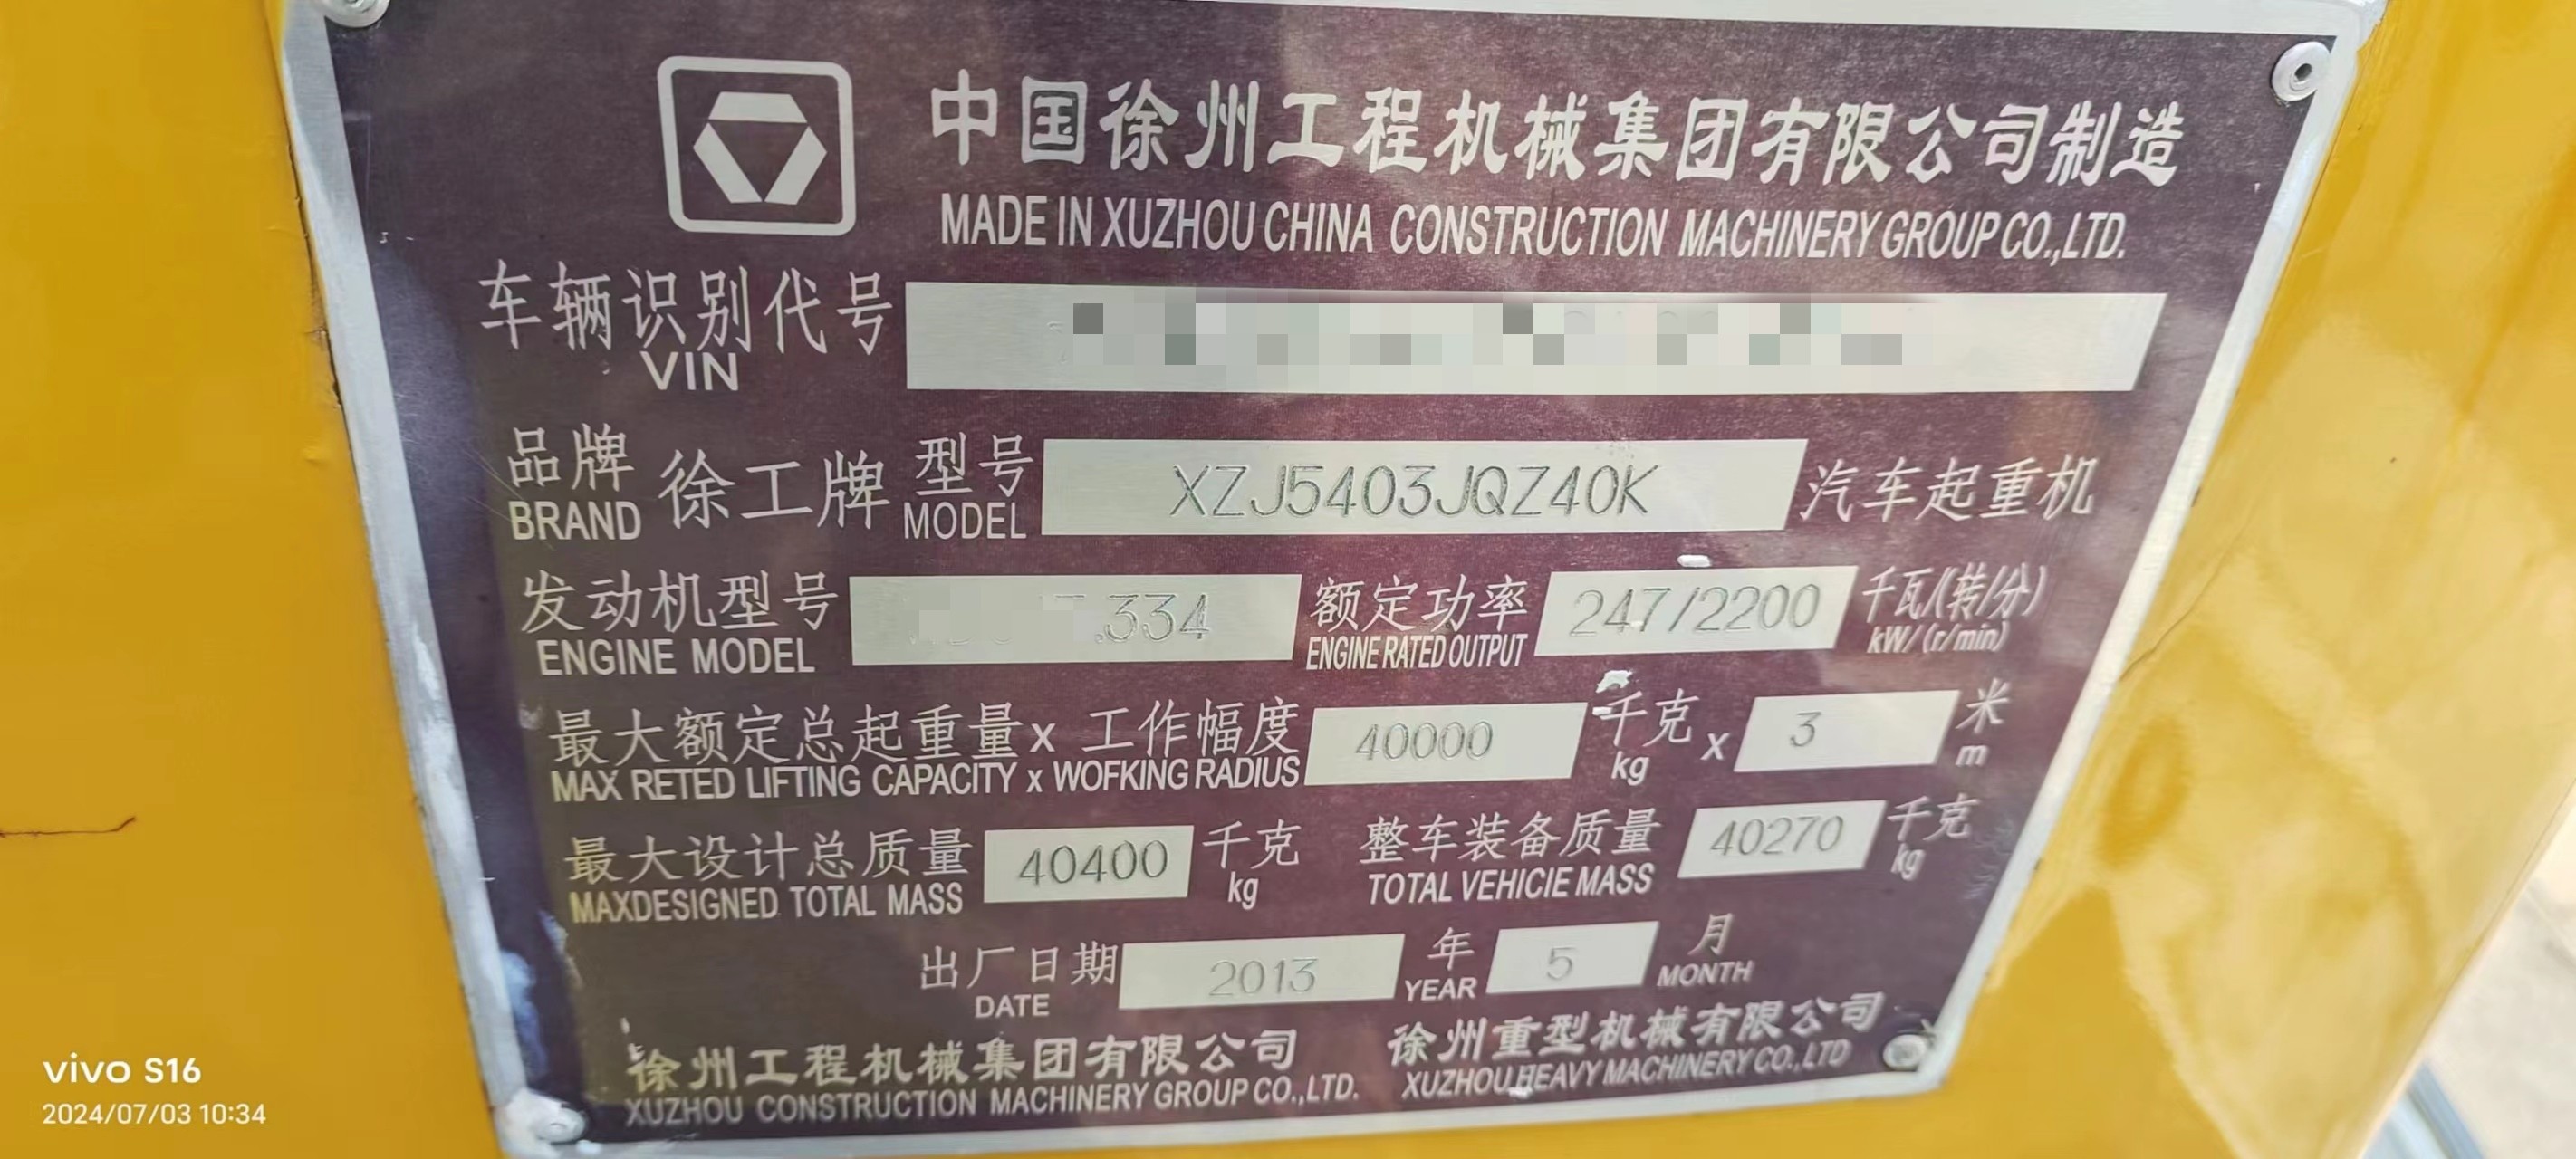 中国徐州工程机械集团有限公司制造
MADE IN XUZHOU CHINA CONSTRUCTION MACHINERY GROUP CO.,LTD.
车辆识别代号
VIN
品牌 徐工牌 型号 XZJ5403JQZ40K 汽车起重机
BRAND MODEL
发动机型号 334 额定功率 247/2200 千瓦/(转/分)
ENGINE MODEL ENGINE RATED OUTPUT kW/(r/min)
最大额定总起重量x 工作幅度 40000 千克 x 3 米
MAX RETED LIFTING CAPACITY x WOFKING RADIUS kg m
最大设计总质量 40400 千克 整车装备质量 40270 千克
MAXDESIGNED TOTAL MASS kg TOTAL VEHICIE MASS kg
出厂日期 2013 年 5 月
DATE YEAR MONTH
徐州工程机械集团有限公司 徐州重型机械有限公司
XUZHOU CONSTRUCTION MACHINERY GROUP CO.,LTD. XUZHOU HEAVY MACHINERY CO.,LTD
vivo S16
2024/07/03 10:34